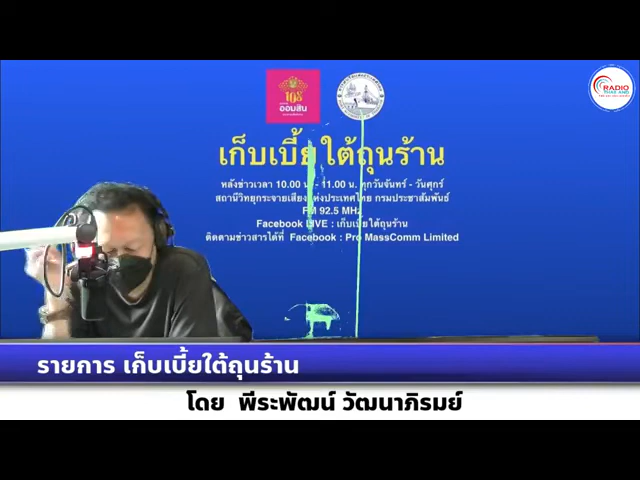 RADIO
THAILAND
ออมสิน
เก็บเบี้ยใต้ถุนร้าน
หลังข่าวเวลา 10.00 น. - 11.00 น. ทุกวันจันทร์ - วันศุกร์
สถานีวิทยุกระจายเสียงแห่งประเทศไทย กรมประชาสัมพันธ์
FM 92.5 MHz
Facebook LIVE : เก็บเบี้ยใต้ถุนร้าน
ติดตามข่าวสารได้ที่ Facebook : Pro MassComm Limited
รายการ เก็บเบี้ยใต้ถุนร้าน
โดย พีระพัฒน์ วัฒนาภิรมย์